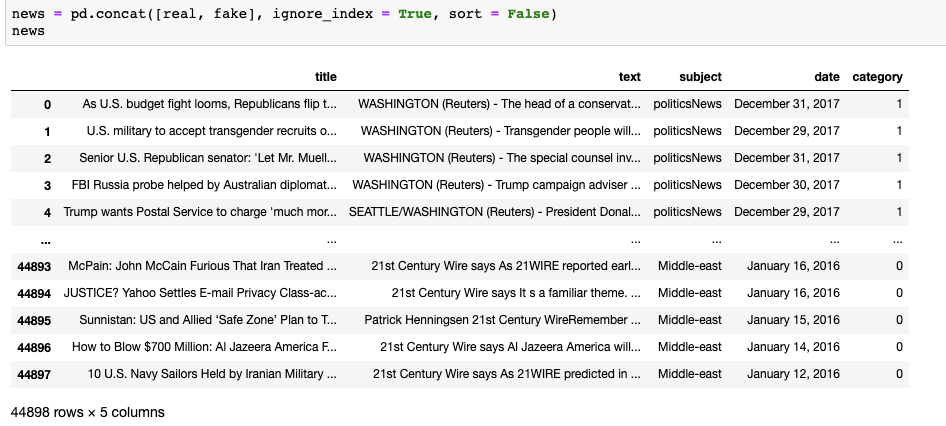 news = pd.concat([real, fake], ignore_index = True, sort = False)
news
title text subject date category
0 As U.S. budget fight looms, Republicans flip t... WASHINGTON (Reuters) - The head of a conservat... politicsNews December 31, 2017 1
1 U.S. military to accept transgender recruits o... WASHINGTON (Reuters) - Transgender people will... politicsNews December 29, 2017 1
2 Senior U.S. Republican senator: 'Let Mr. Muell... WASHINGTON (Reuters) - The special counsel inv... politicsNews December 31, 2017 1
3 FBI Russia probe helped by Australian diplomat... WASHINGTON (Reuters) - Trump campaign adviser ... politicsNews December 30, 2017 1
4 Trump wants Postal Service to charge 'much mor... SEATTLE/WASHINGTON (Reuters) - President Donal... politicsNews December 29, 2017 1
... ... ... ... ... ...
44893 McPain: John McCain Furious That Iran Treated ... 21st Century Wire says As 21WIRE reported earl... Middle-east January 16, 2016 0
44894 JUSTICE? Yahoo Settles E-mail Privacy Class-ac... 21st Century Wire says It s a familiar theme. ... Middle-east January 16, 2016 0
44895 Sunnistan: US and Allied ‘Safe Zone’ Plan to T... Patrick Henningsen 21st Century WireRemember ... Middle-east January 15, 2016 0
44896 How to Blow $700 Million: Al Jazeera America F... 21st Century Wire says Al Jazeera America will... Middle-east January 14, 2016 0
44897 10 U.S. Navy Sailors Held by Iranian Military ... 21st Century Wire says As 21WIRE predicted in ... Middle-east January 12, 2016 0
44898 rows × 5 columns